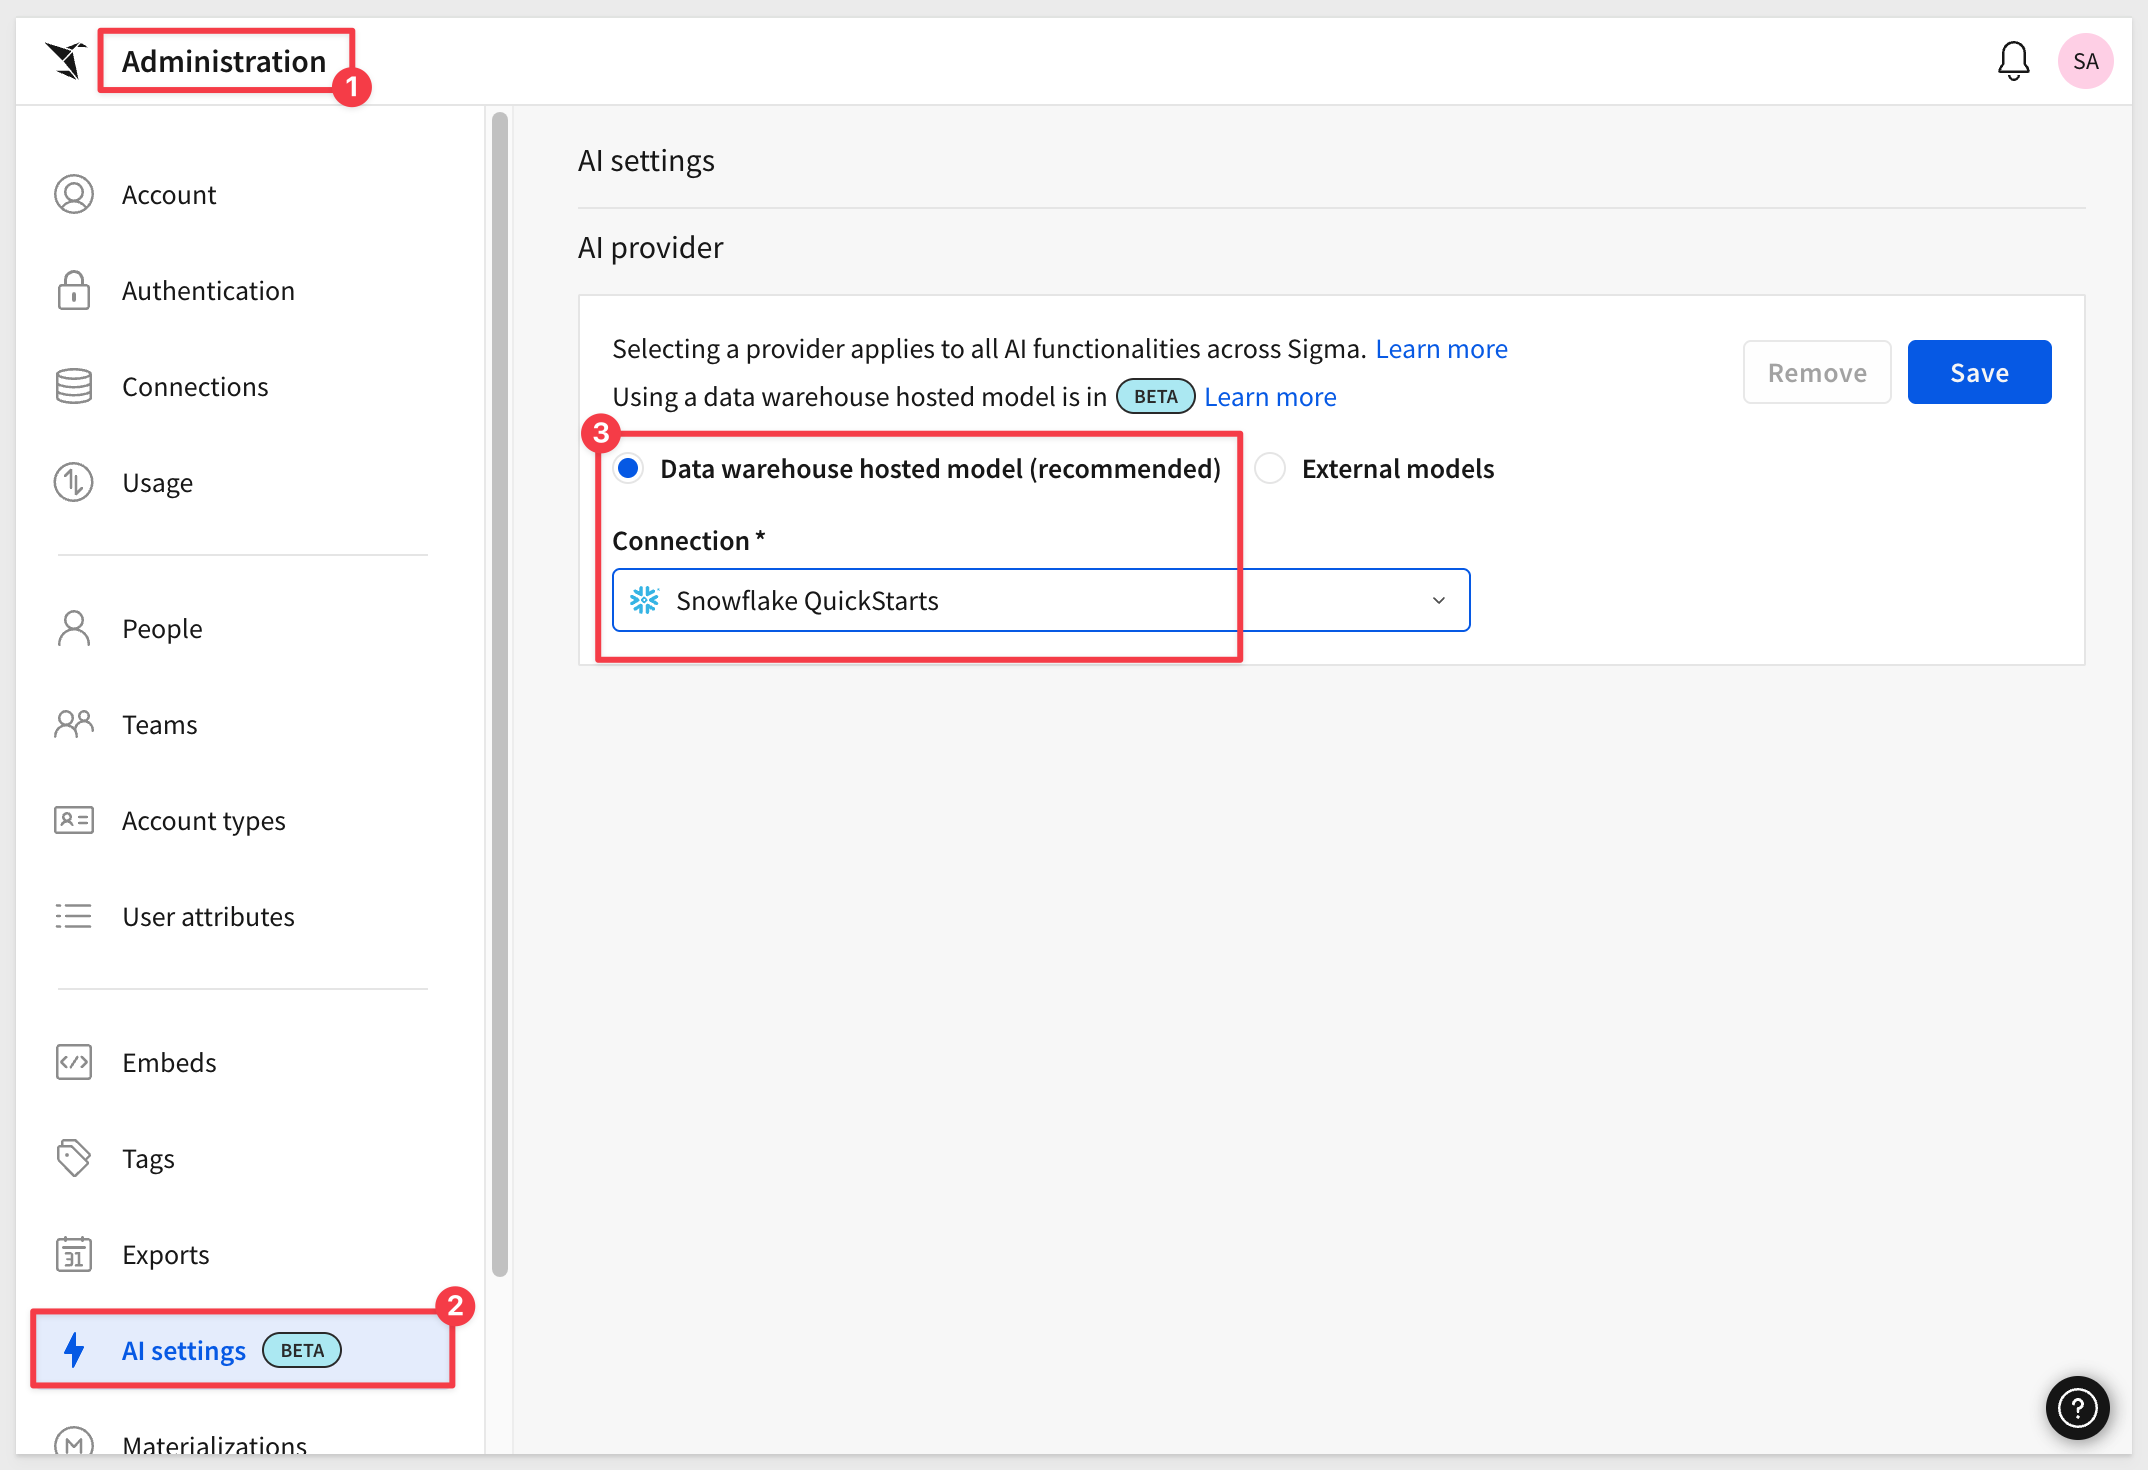 Administration
1
SA
Account
Authentication
Connections
Usage
People
Teams
Account types
User attributes
Embeds
Tags
31
Exports
2
AI settings BETA
M
Materializations
AI settings
AI provider
Selecting a provider applies to all AI functionalities across Sigma. Learn more
Using a data warehouse hosted model is in BETA Learn more
Remove
Save
3
Data warehouse hosted model (recommended)
External models
Connection *
Snowflake QuickStarts
?